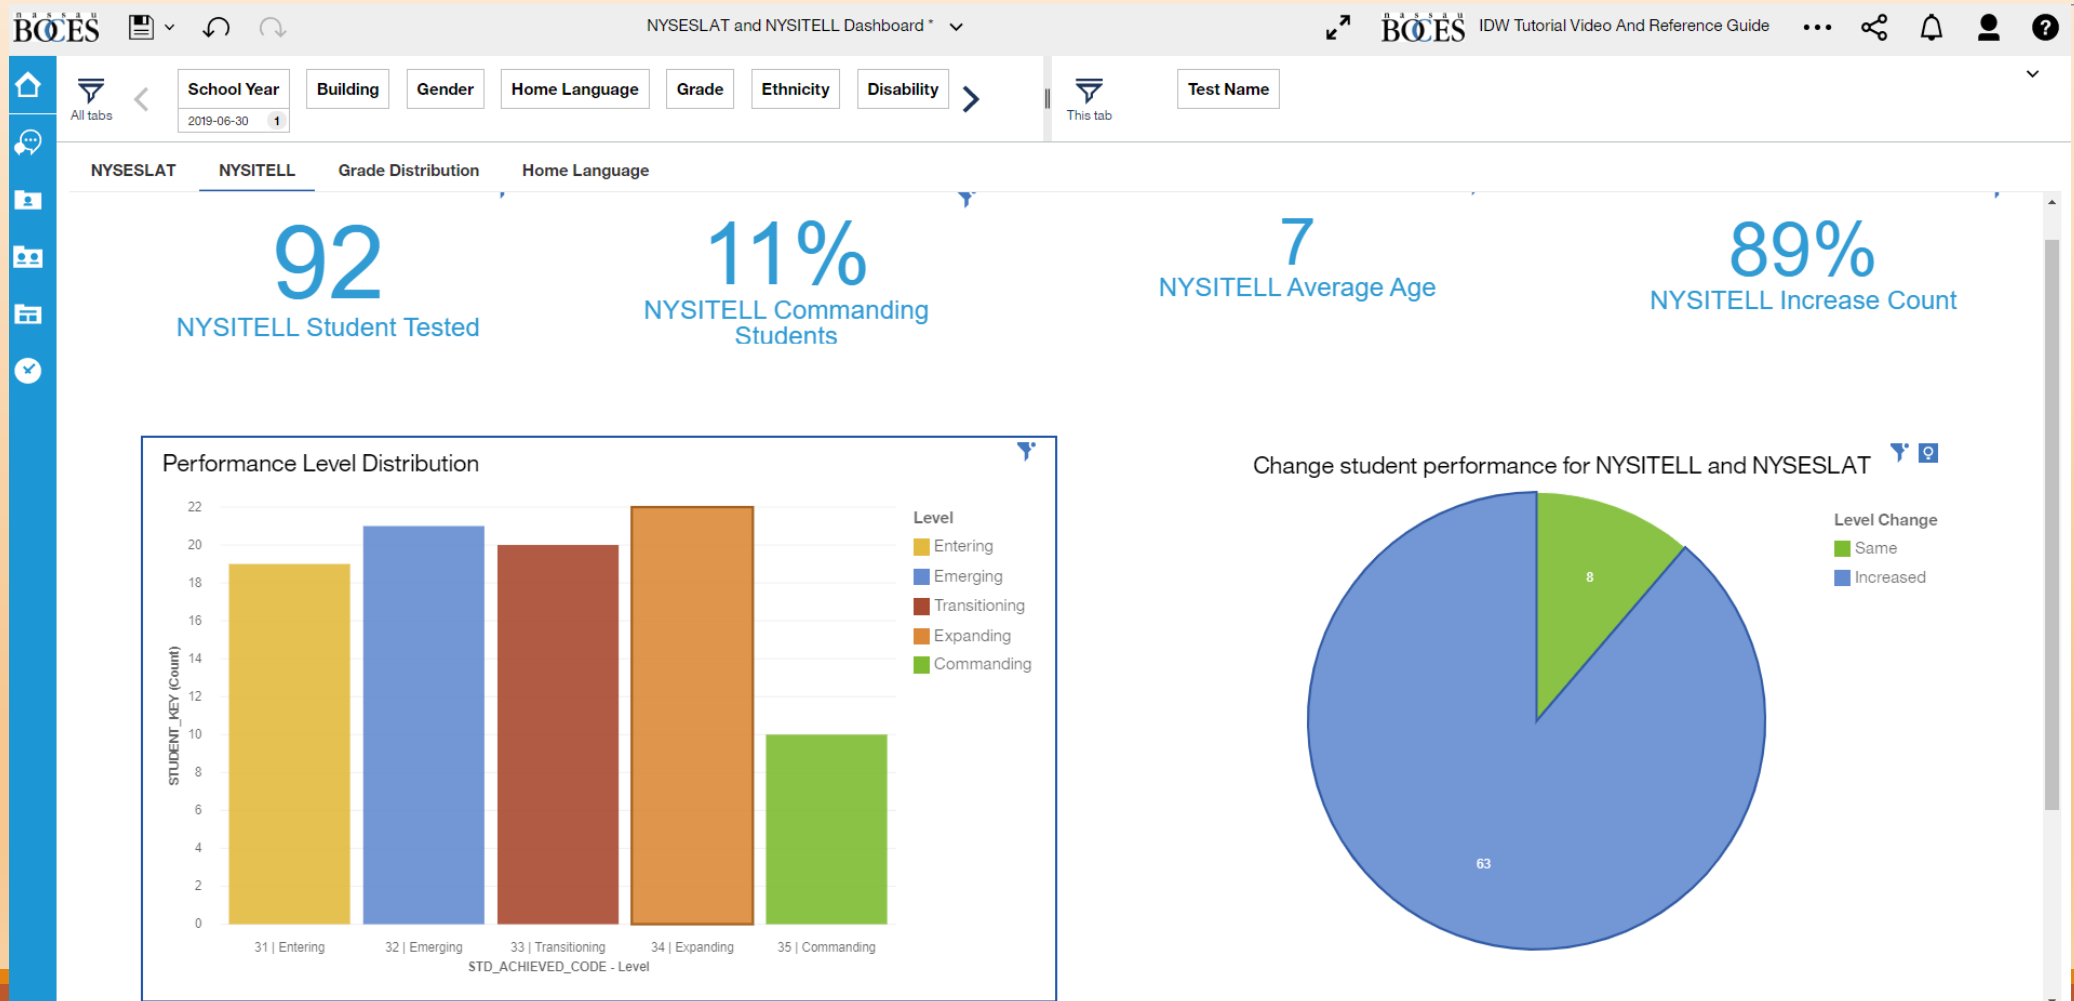 nassau
BOCES
NYSESLAT and NYSITELL Dashboard *
nassau
BOCES
IDW Tutorial Video And Reference Guide
All tabs
School Year
2019-06-30 1
Building
Gender
Home Language
Grade
Ethnicity
Disability
This tab
Test Name
NYSESLAT
NYSITELL
Grade Distribution
Home Language
92
NYSITELL Student Tested
11%
NYSITELL Commanding
Students
7
NYSITELL Average Age
89%
NYSITELL Increase Count
Performance Level Distribution
22
20
18
16
14
12
10
8
6
4
2
0
STUDENT_KEY (Count)
31 | Entering
32 | Emerging
33 | Transitioning
34 | Expanding
35 | Commanding
STD_ACHIEVED_CODE - Level
Level
Entering
Emerging
Transitioning
Expanding
Commanding
Change student performance for NYSITELL and NYSESLAT
8
63
Level Change
Same
Increased